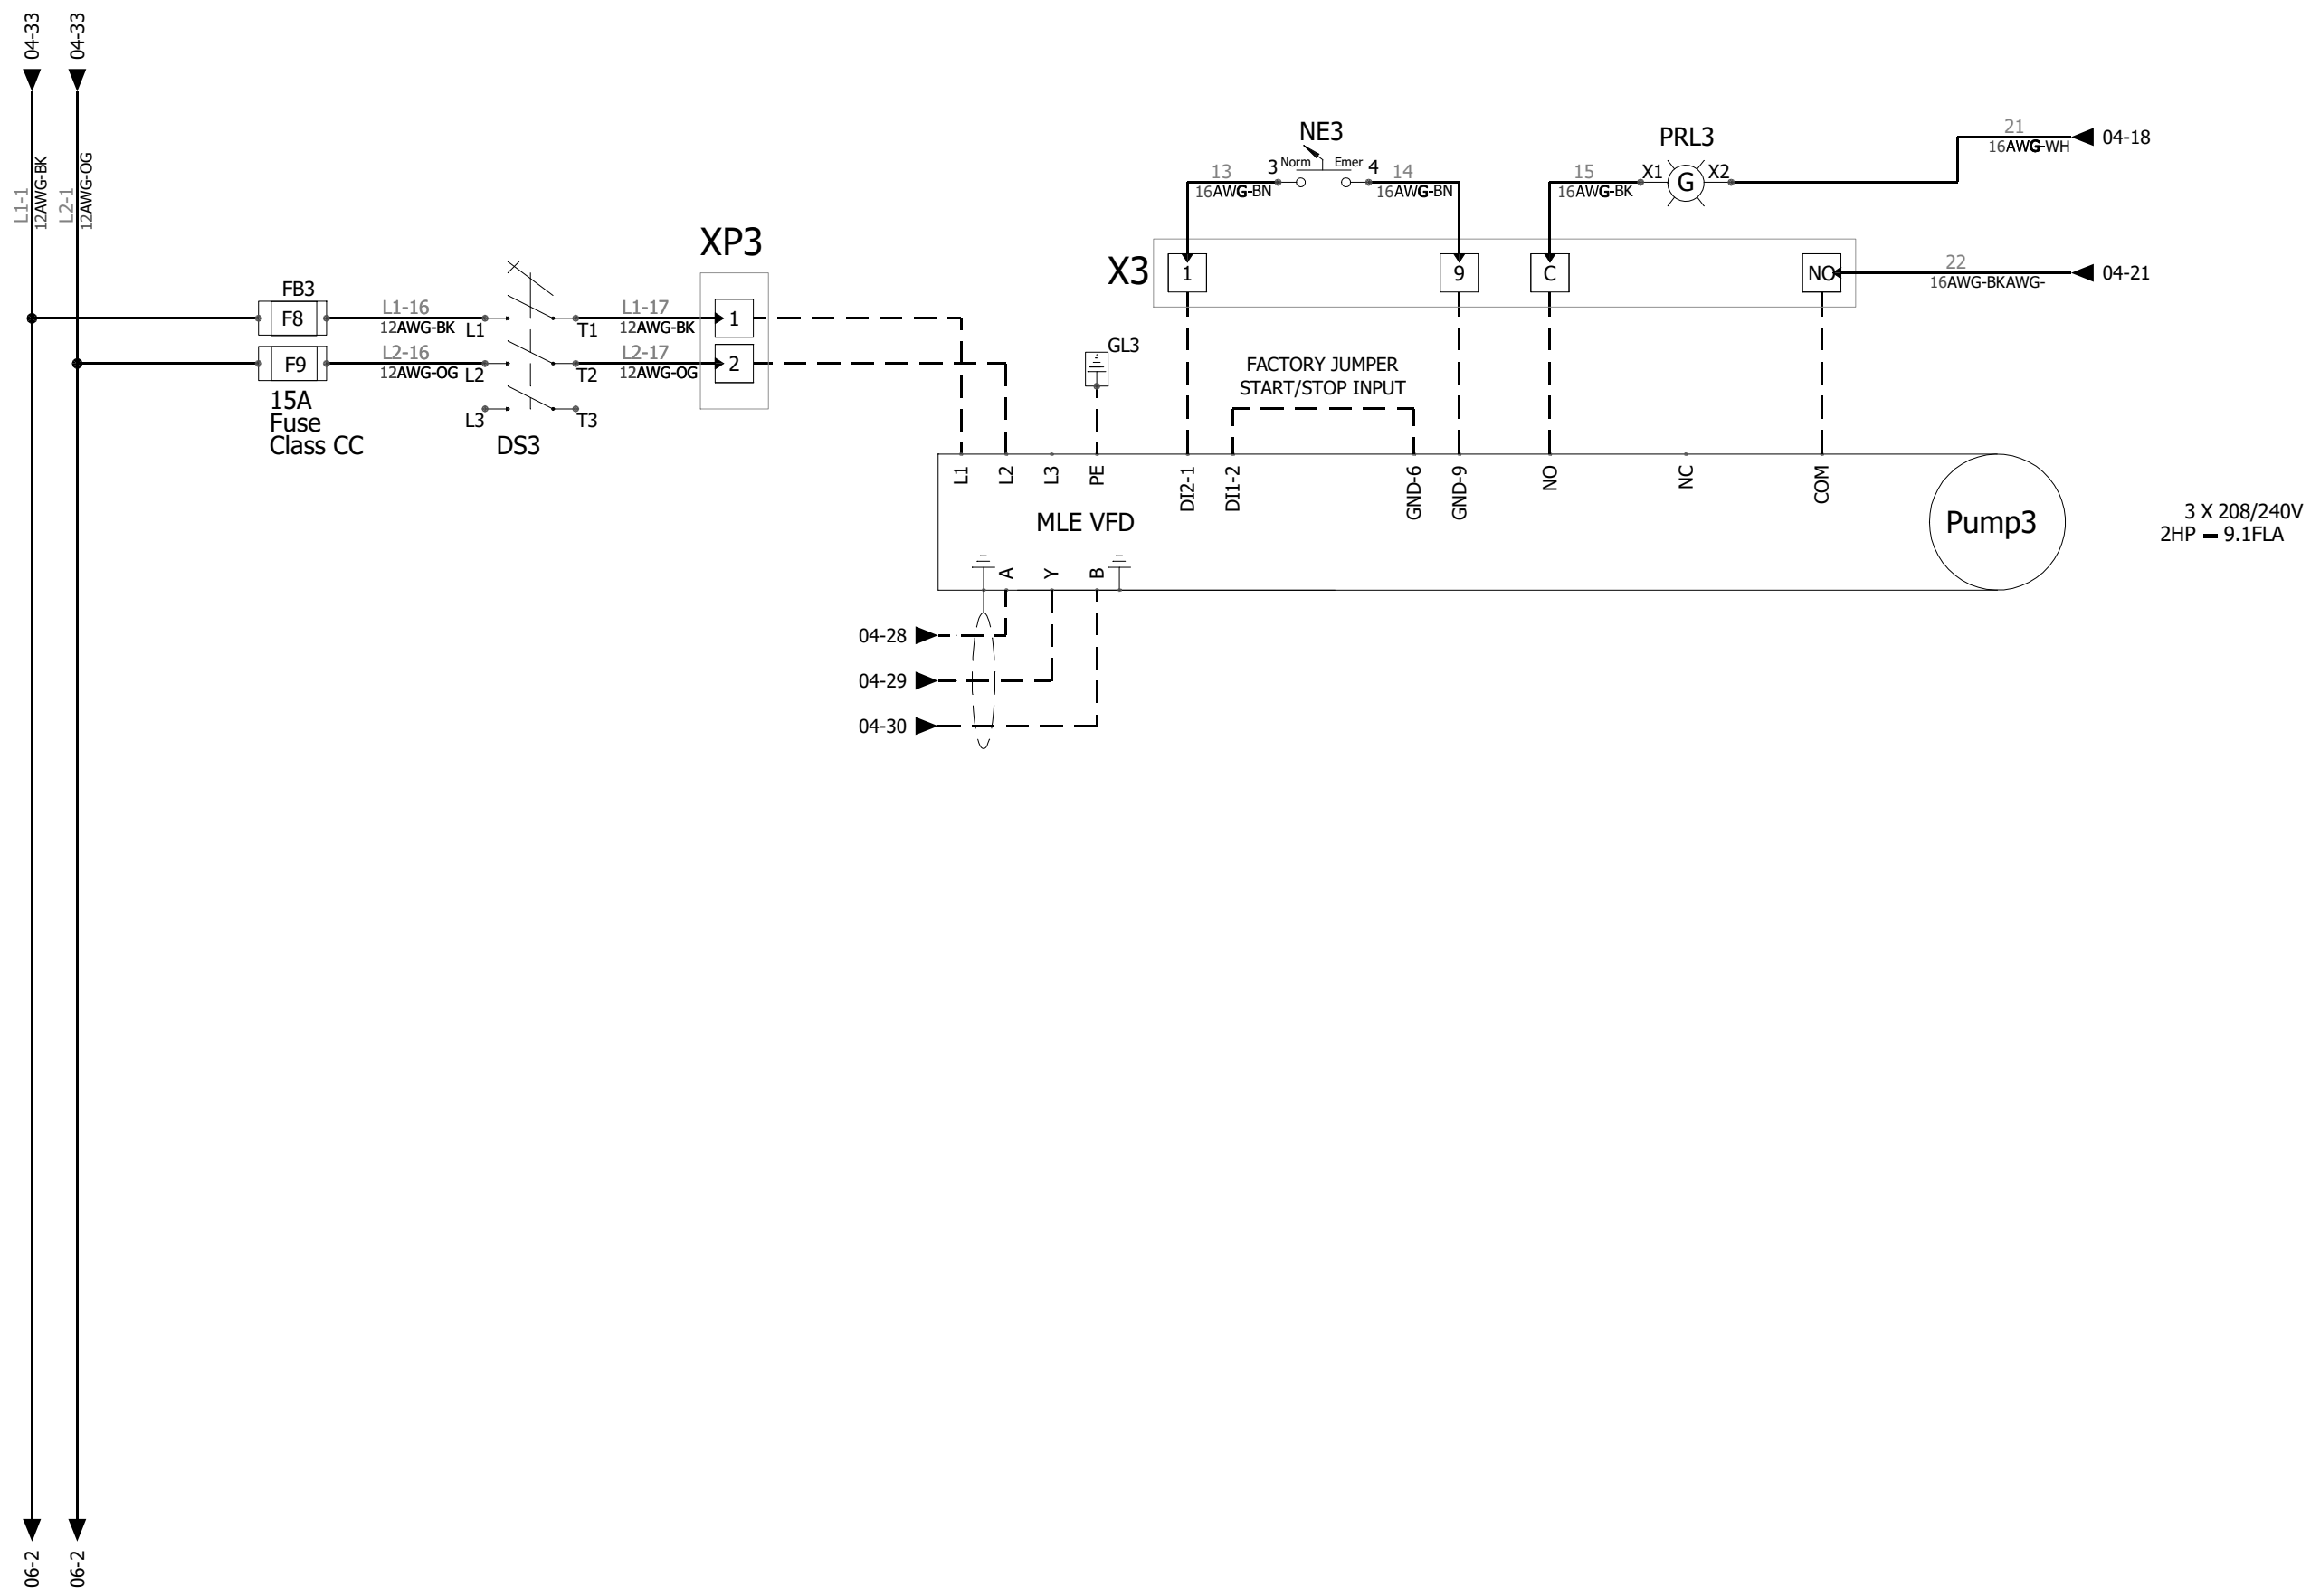 04-33
04-33
L1-1
12AWG-BK
L2-1
12AWG-OG
NE3
3 Norm Emer 4
13
16AWG-BN
14
16AWG-BN
PRL3
15
16AWG-BK
X1 G X2
21
16AWG-WH
04-18
XP3
X3
1
9
C
NO
22
16AWG-BKAWG-
04-21
FB3
F8
L1-16
12AWG-BK
L1
T1
L1-17
12AWG-BK
1
F9
L2-16
12AWG-OG
L2
T2
L2-17
12AWG-OG
2
15A
Fuse
Class CC
L3
T3
DS3
GL3
FACTORY JUMPER
START/STOP INPUT
L1
L2
L3
PE
DI2-1
DI1-2
GND-6
GND-9
NO
NC
COM
MLE VFD
Pump3
3 X 208/240V
2HP - 9.1FLA
A
Y
B
04-28
04-29
04-30
06-2
06-2